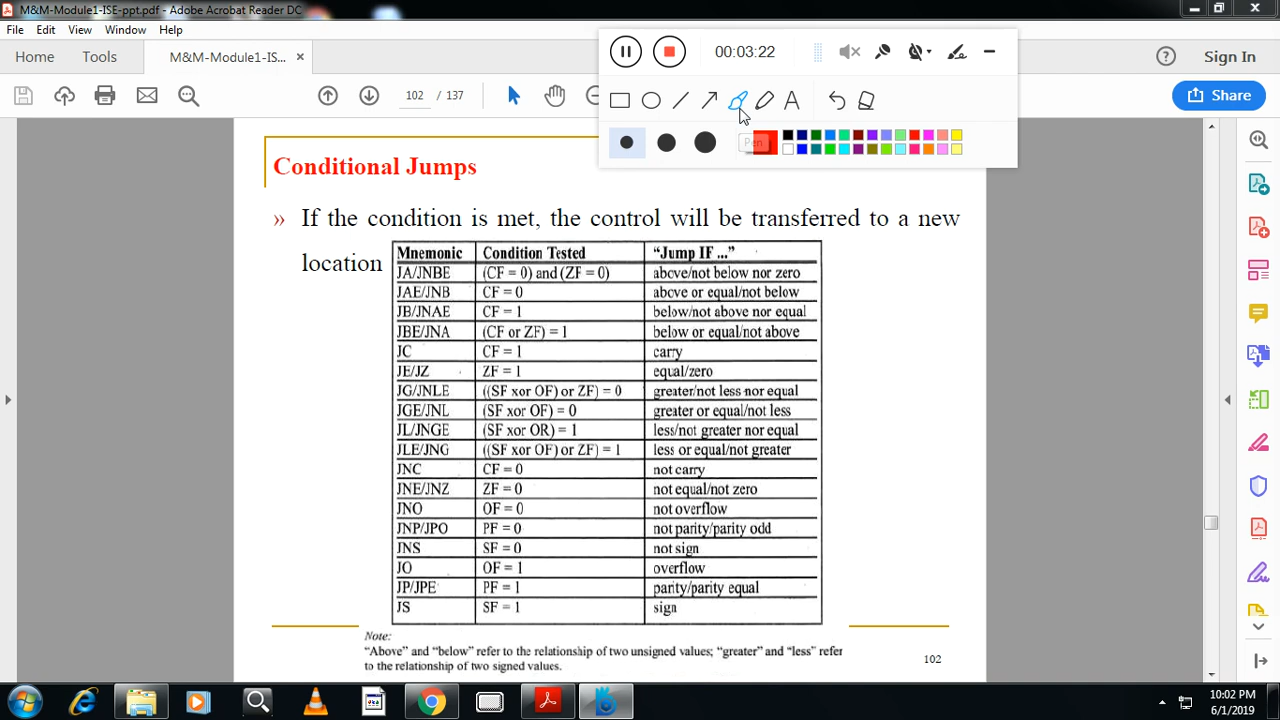 M&M-Module1-ISE-ppt.pdf - Adobe Acrobat Reader DC
File Edit View Window Help
Home Tools M&M-Module1-ISE-... × 00:03:22 Sign In
102 / 137 A Share
Pen
Conditional Jumps
» If the condition is met, the control will be transferred to a new
location
Mnemonic Condition Tested "Jump IF ..."
JA/JNBE (CF = 0) and (ZF = 0) above/not below nor zero
JAE/JNB CF = 0 above or equal/not below
JB/JNAE CF = 1 below/not above nor equal
JBE/JNA (CF or ZF) = 1 below or equal/not above
JC CF = 1 carry
JE/JZ ZF = 1 equal/zero
JG/JNLE ((SF xor OF) or ZF) = 0 greater/not less nor equal
JGE/JNL (SF xor OF) = 0 greater or equal/not less
JL/JNGE (SF xor OR) = 1 less/not greater nor equal
JLE/JNG ((SF xor OF) or ZF) = 1 less or equal/not greater
JNC CF = 0 not carry
JNE/JNZ ZF = 0 not equal/not zero
JNO OF = 0 not overflow
JNP/JPO PF = 0 not parity/parity odd
JNS SF = 0 not sign
JO OF = 1 overflow
JP/JPE PF = 1 parity/parity equal
JS SF = 1 sign
Note:
"Above" and "below" refer to the relationship of two unsigned values; "greater" and "less" refer
to the relationship of two signed values.
102
10:02 PM
6/1/2019